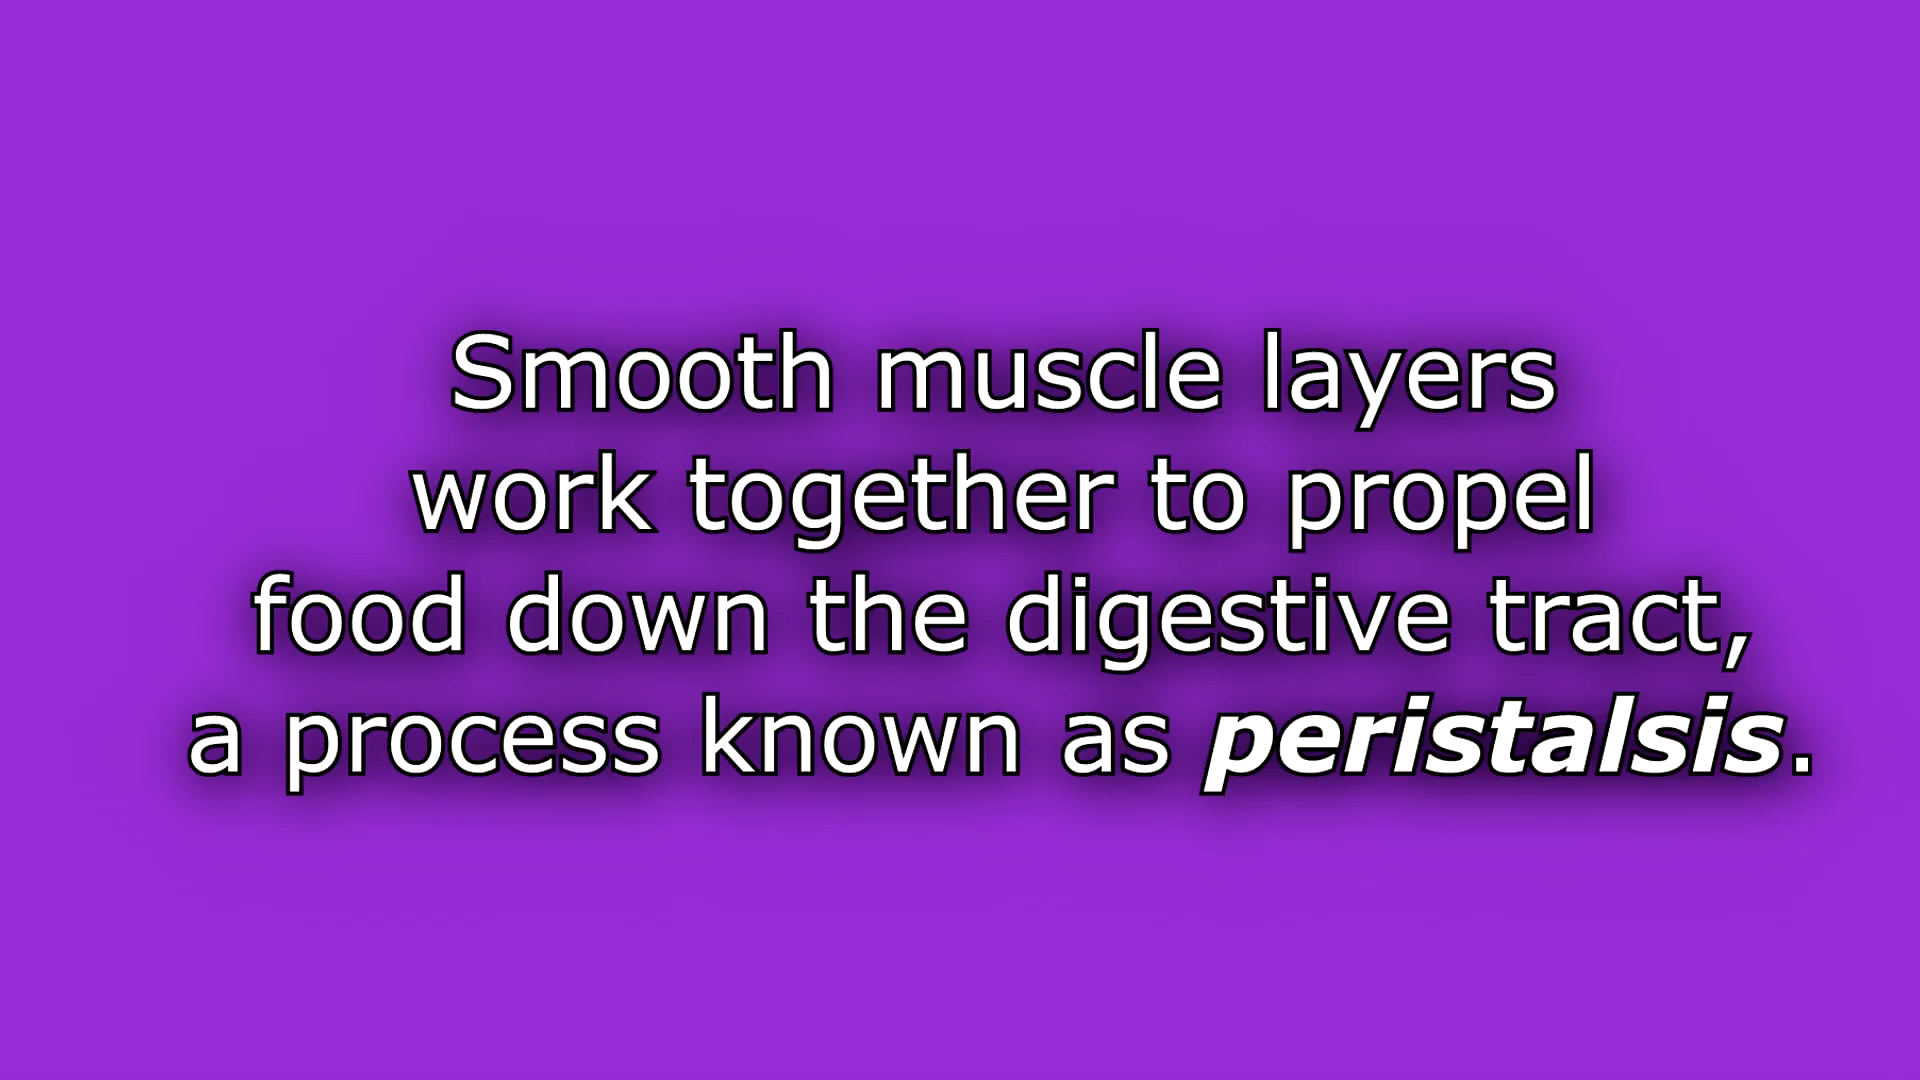 Smooth muscle layers
work together to propel
food down the digestive tract,
a process known as peristalsis.